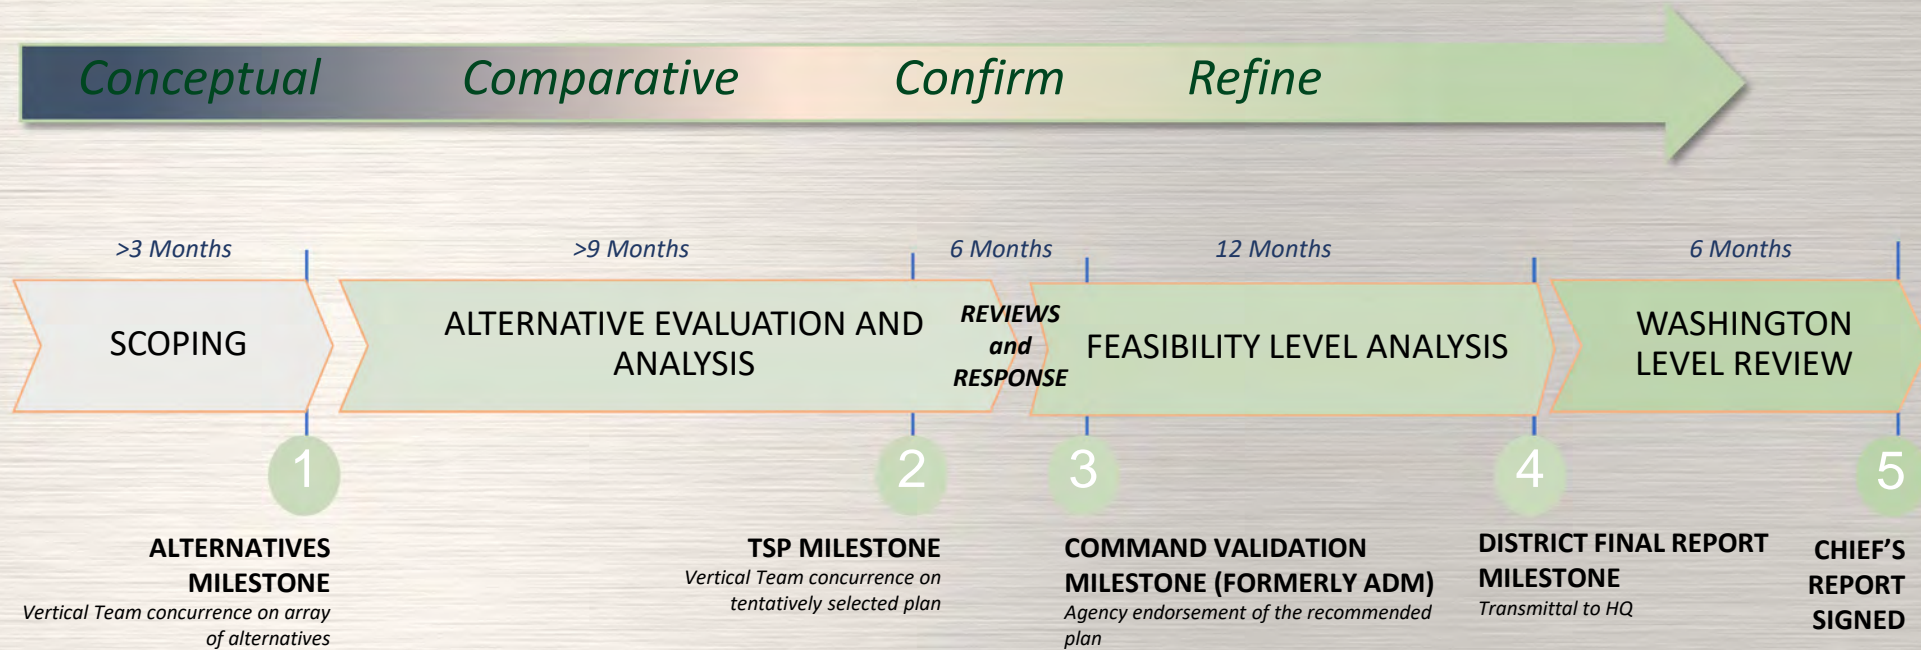 Conceptual Comparative Confirm Refine
>3 Months >9 Months 6 Months 12 Months 6 Months
SCOPING
ALTERNATIVE EVALUATION AND
ANALYSIS
REVIEWS
and
RESPONSE
FEASIBILITY LEVEL ANALYSIS
WASHINGTON
LEVEL REVIEW
1 2 3 4 5
ALTERNATIVES
MILESTONE
Vertical Team concurrence on array
of alternatives
TSP MILESTONE
Vertical Team concurrence on
tentatively selected plan
COMMAND VALIDATION
MILESTONE (FORMERLY ADM)
Agency endorsement of the recommended
plan
DISTRICT FINAL REPORT
MILESTONE
Transmittal to HQ
CHIEF'S
REPORT
SIGNED